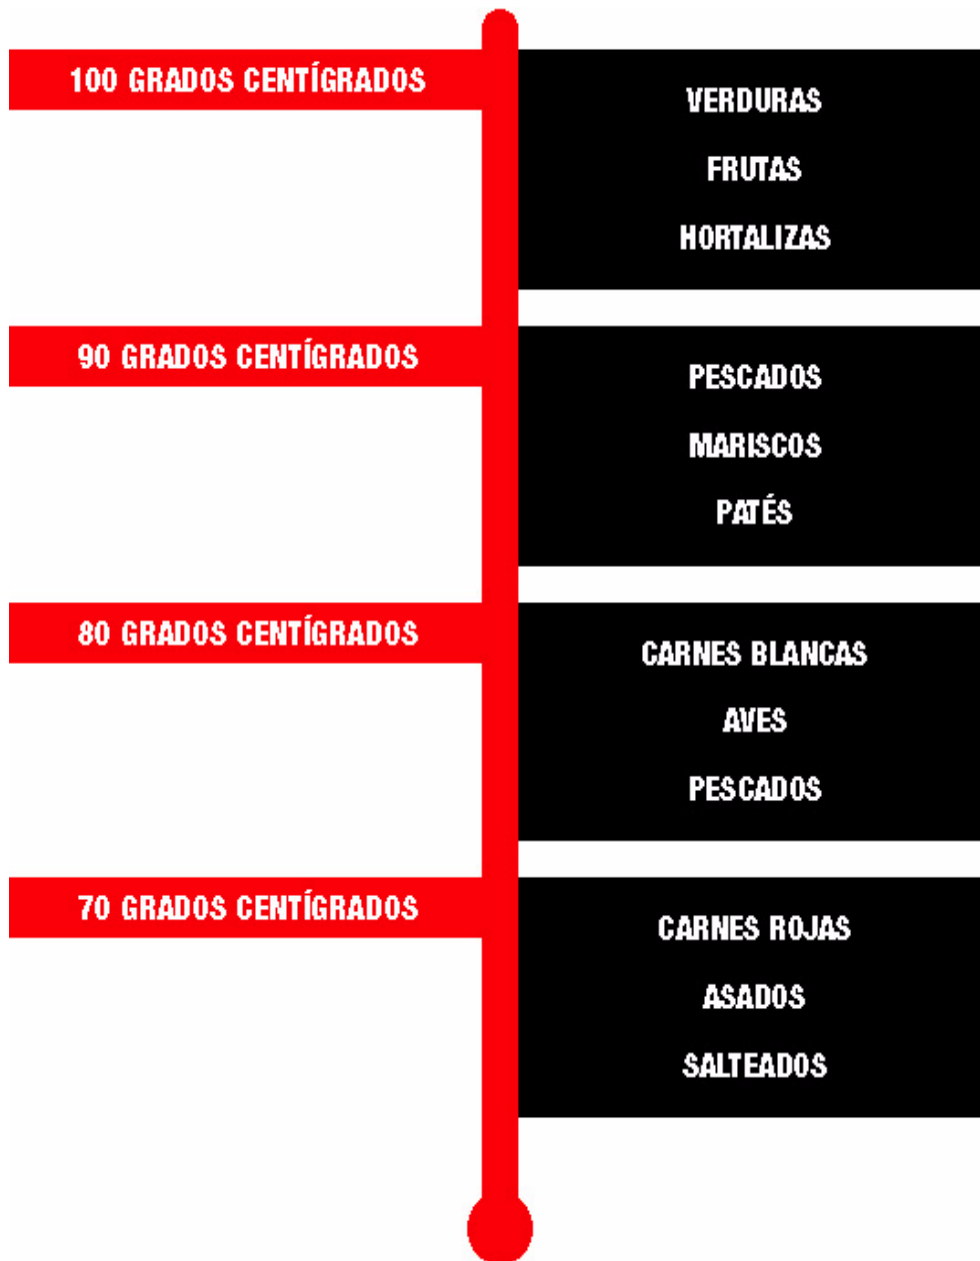 100 GRADOS CENTÍGRADOS
VERDURAS
FRUTAS
HORTALIZAS
90 GRADOS CENTÍGRADOS
PESCADOS
MARISCOS
PATÉS
80 GRADOS CENTÍGRADOS
CARNES BLANCAS
AVES
PESCADOS
70 GRADOS CENTÍGRADOS
CARNES ROJAS
ASADOS
SALTEADOS